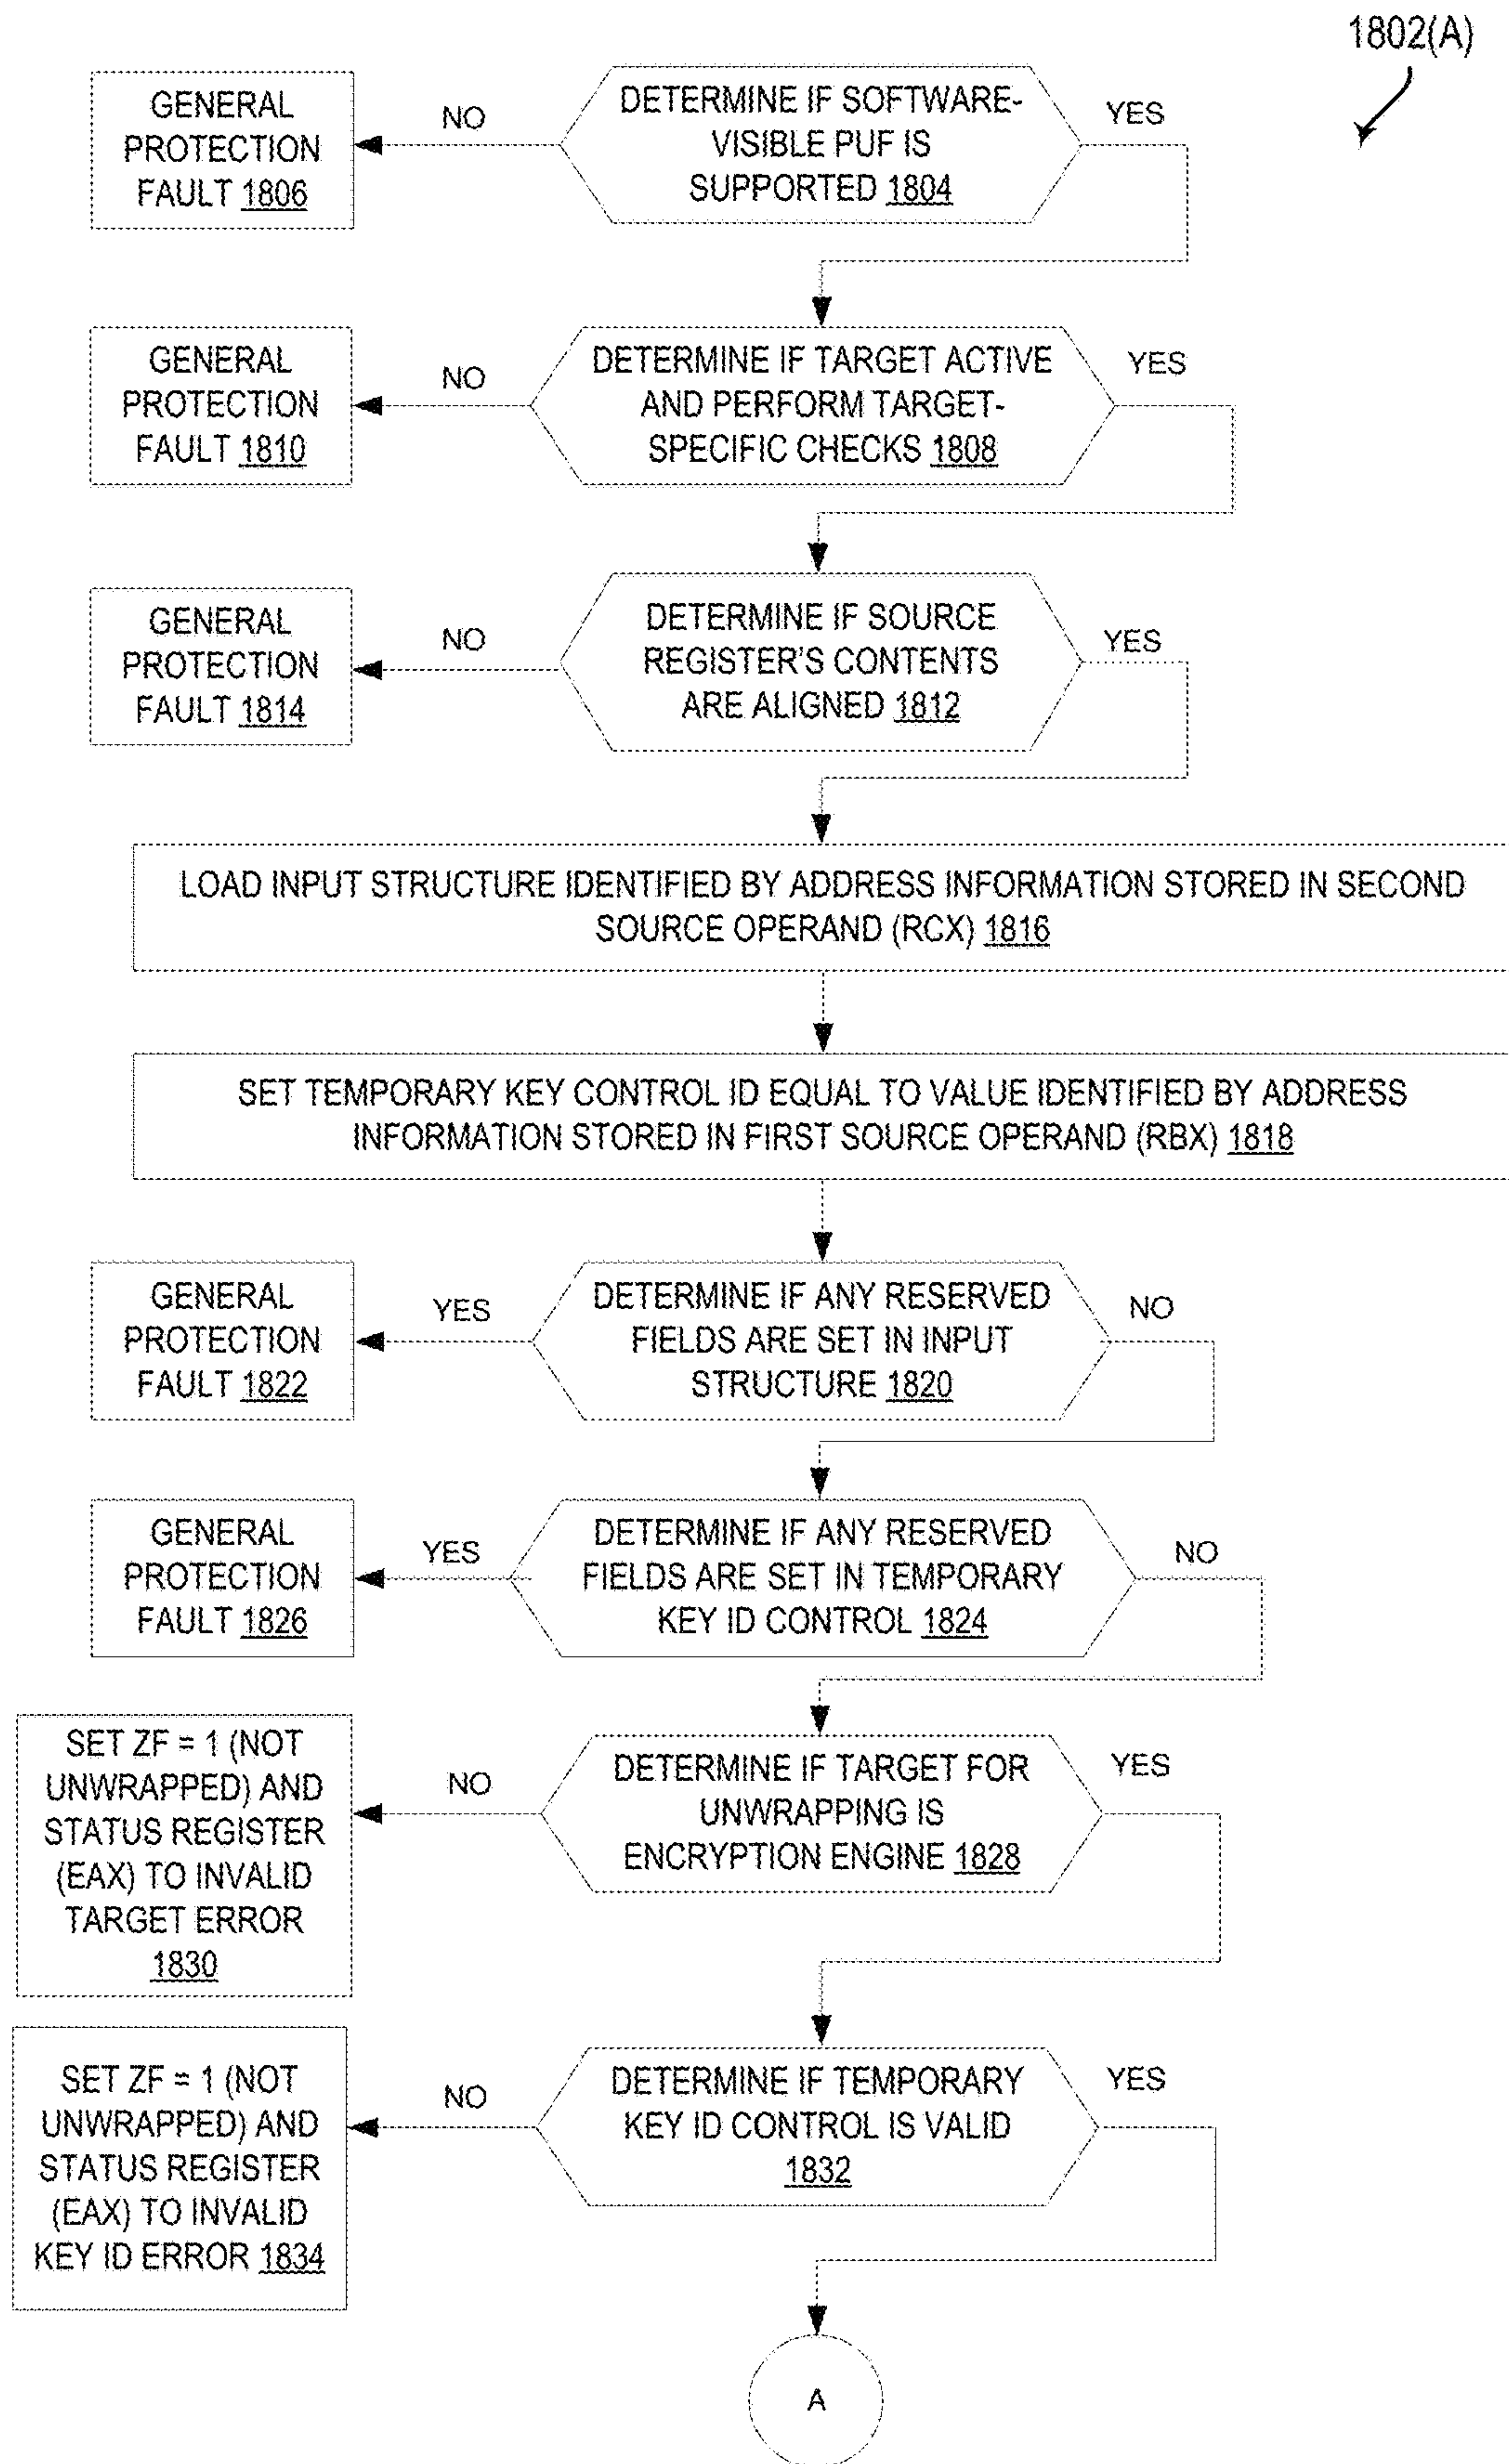 1802(A)
GENERAL
PROTECTION
FAULT 1806
NO
DETERMINE IF SOFTWARE-
VISIBLE PUF IS
SUPPORTED 1804
YES
GENERAL
PROTECTION
FAULT 1810
NO
DETERMINE IF TARGET ACTIVE
AND PERFORM TARGET-
SPECIFIC CHECKS 1808
YES
GENERAL
PROTECTION
FAULT 1814
NO
DETERMINE IF SOURCE
REGISTER'S CONTENTS
ARE ALIGNED 1812
YES
LOAD INPUT STRUCTURE IDENTIFIED BY ADDRESS INFORMATION STORED IN SECOND
SOURCE OPERAND (RCX) 1816
SET TEMPORARY KEY CONTROL ID EQUAL TO VALUE IDENTIFIED BY ADDRESS
INFORMATION STORED IN FIRST SOURCE OPERAND (RBX) 1818
GENERAL
PROTECTION
FAULT 1822
YES
DETERMINE IF ANY RESERVED
FIELDS ARE SET IN INPUT
STRUCTURE 1820
NO
GENERAL
PROTECTION
FAULT 1826
YES
DETERMINE IF ANY RESERVED
FIELDS ARE SET IN TEMPORARY
KEY ID CONTROL 1824
NO
SET ZF = 1 (NOT
UNWRAPPED) AND
STATUS REGISTER
(EAX) TO INVALID
TARGET ERROR
1830
NO
DETERMINE IF TARGET FOR
UNWRAPPING IS
ENCRYPTION ENGINE 1828
YES
SET ZF = 1 (NOT
UNWRAPPED) AND
STATUS REGISTER
(EAX) TO INVALID
KEY ID ERROR 1834
NO
DETERMINE IF TEMPORARY
KEY ID CONTROL IS VALID
1832
YES
A